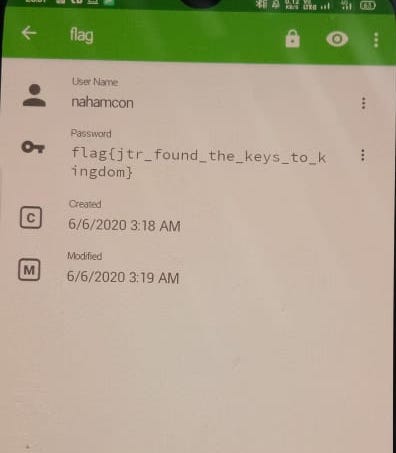 flag
User Name
nahamcon
Password
flag{jtr_found_the_keys_to_k
ingdom}
Created
C
6/6/2020 3:18 AM
Modified
M
6/6/2020 3:19 AM